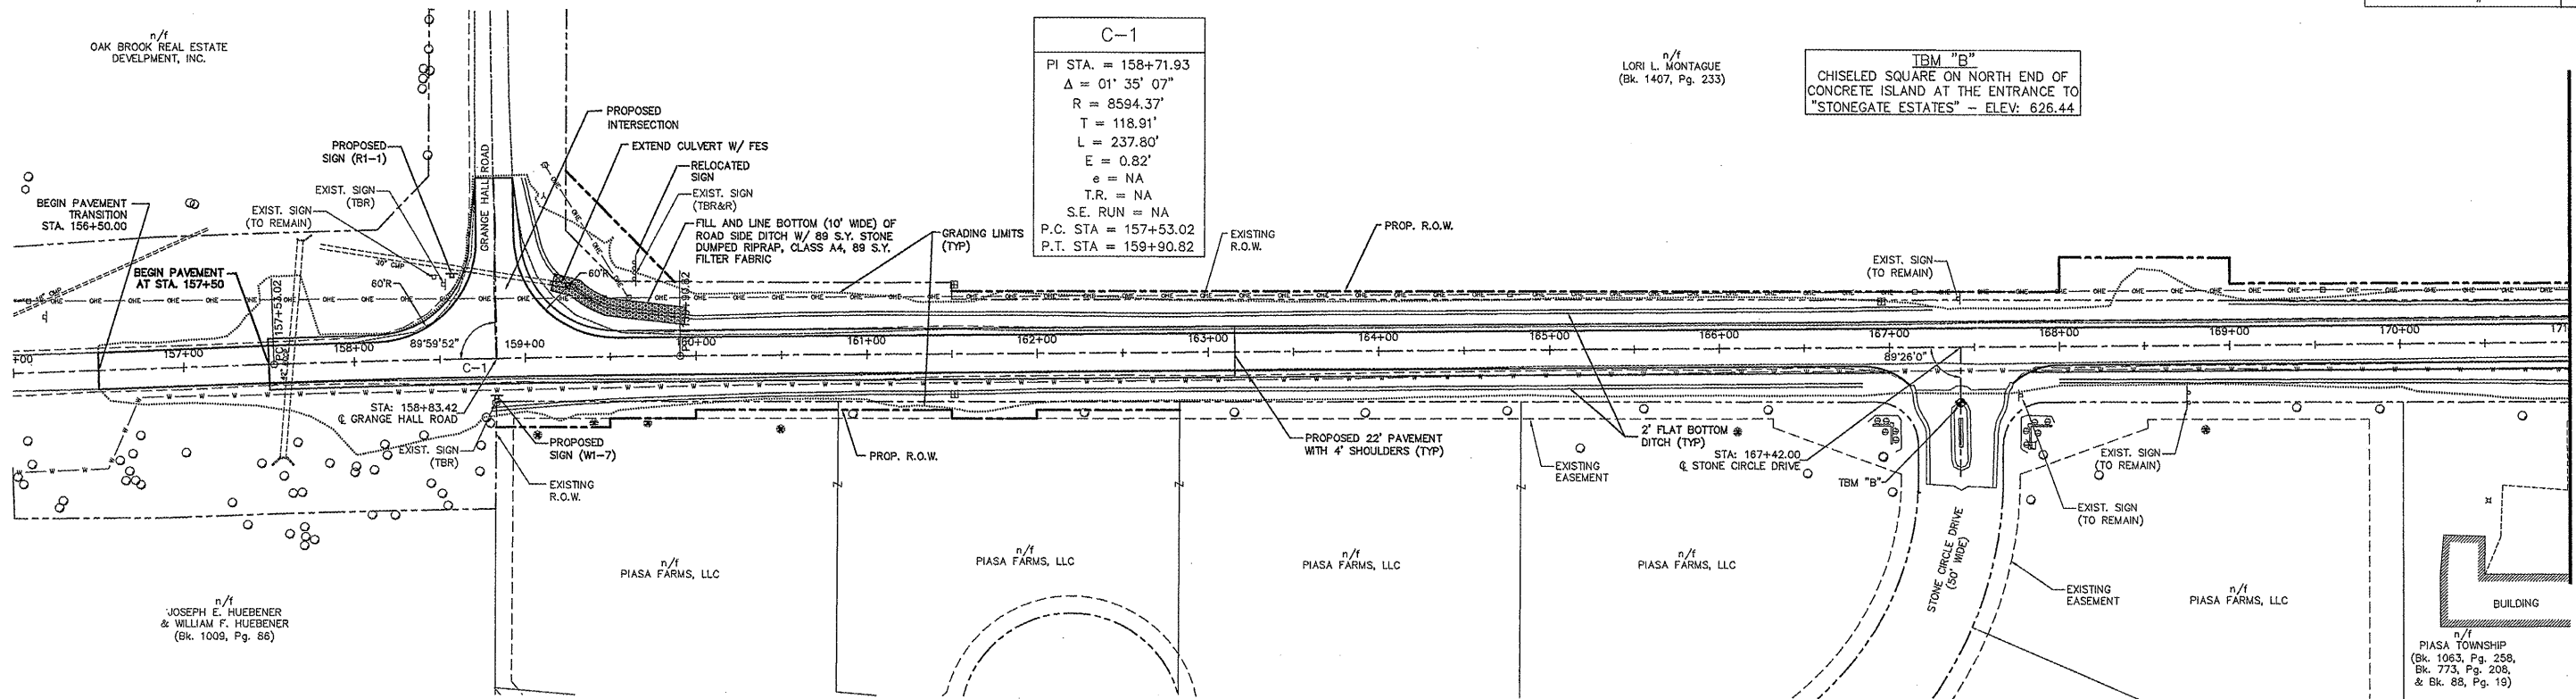 n/f
OAK BROOK REAL ESTATE
DEVELPMENT, INC.
C-1
PI STA. = 158+71.93
Δ = 01° 35' 07"
R = 8594.37'
T = 118.91'
L = 237.80'
E = 0.82'
e = NA
T.R. = NA
S.E. RUN = NA
P.C. STA = 157+53.02
P.T. STA = 159+90.82
n/f
LORI L. MONTAGUE
(Bk. 1407, Pg. 233)
TBM "B"
CHISELED SQUARE ON NORTH END OF
CONCRETE ISLAND AT THE ENTRANCE TO
"STONEGATE ESTATES" - ELEV: 626.44
PROPOSED
INTERSECTION
PROPOSED
SIGN (R1-1)
EXTEND CULVERT W/ FES
GRANGE HALL ROAD
RELOCATED
SIGN
EXIST. SIGN
(TBR)
EXIST. SIGN
(TBR&R)
BEGIN PAVEMENT
TRANSITION
STA. 156+50.00
EXIST. SIGN
(TO REMAIN)
FILL AND LINE BOTTOM (10' WIDE) OF
ROAD SIDE DITCH W/ 89 S.Y. STONE
DUMPED RIPRAP, CLASS A4, 89 S.Y.
FILTER FABRIC
GRADING LIMITS
(TYP)
EXISTING
R.O.W.
PROP. R.O.W.
EXIST. SIGN
(TO REMAIN)
BEGIN PAVEMENT
AT STA. 157+50
60'R
60'R
157+53.02
+00
157+00
158+00
89°59'52"
159+00
160+00
161+00
162+00
163+00
164+00
165+00
166+00
167+00
168+00
169+00
170+00
171
C-1
89°26'0"
STA: 158+83.42
℄ GRANGE HALL ROAD
EXIST. SIGN
(TBR)
PROPOSED
SIGN (W1-7)
EXISTING
R.O.W.
PROP. R.O.W.
PROPOSED 22' PAVEMENT
WITH 4' SHOULDERS (TYP)
EXISTING
EASEMENT
2' FLAT BOTTOM
DITCH (TYP)
STA: 167+42.00
℄ STONE CIRCLE DRIVE
TBM "B"
EXIST. SIGN
(TO REMAIN)
EXIST. SIGN
(TO REMAIN)
STONE CIRCLE DRIVE
(50' WIDE)
EXISTING
EASEMENT
n/f
PIASA FARMS, LLC
n/f
PIASA FARMS, LLC
n/f
PIASA FARMS, LLC
n/f
PIASA FARMS, LLC
n/f
PIASA FARMS, LLC
n/f
JOSEPH E. HUEBENER
& WILLIAM F. HUEBENER
(Bk. 1009, Pg. 86)
BUILDING
n/f
PIASA TOWNSHIP
(Bk. 1063, Pg. 258,
Bk. 773, Pg. 208,
& Bk. 88, Pg. 19)